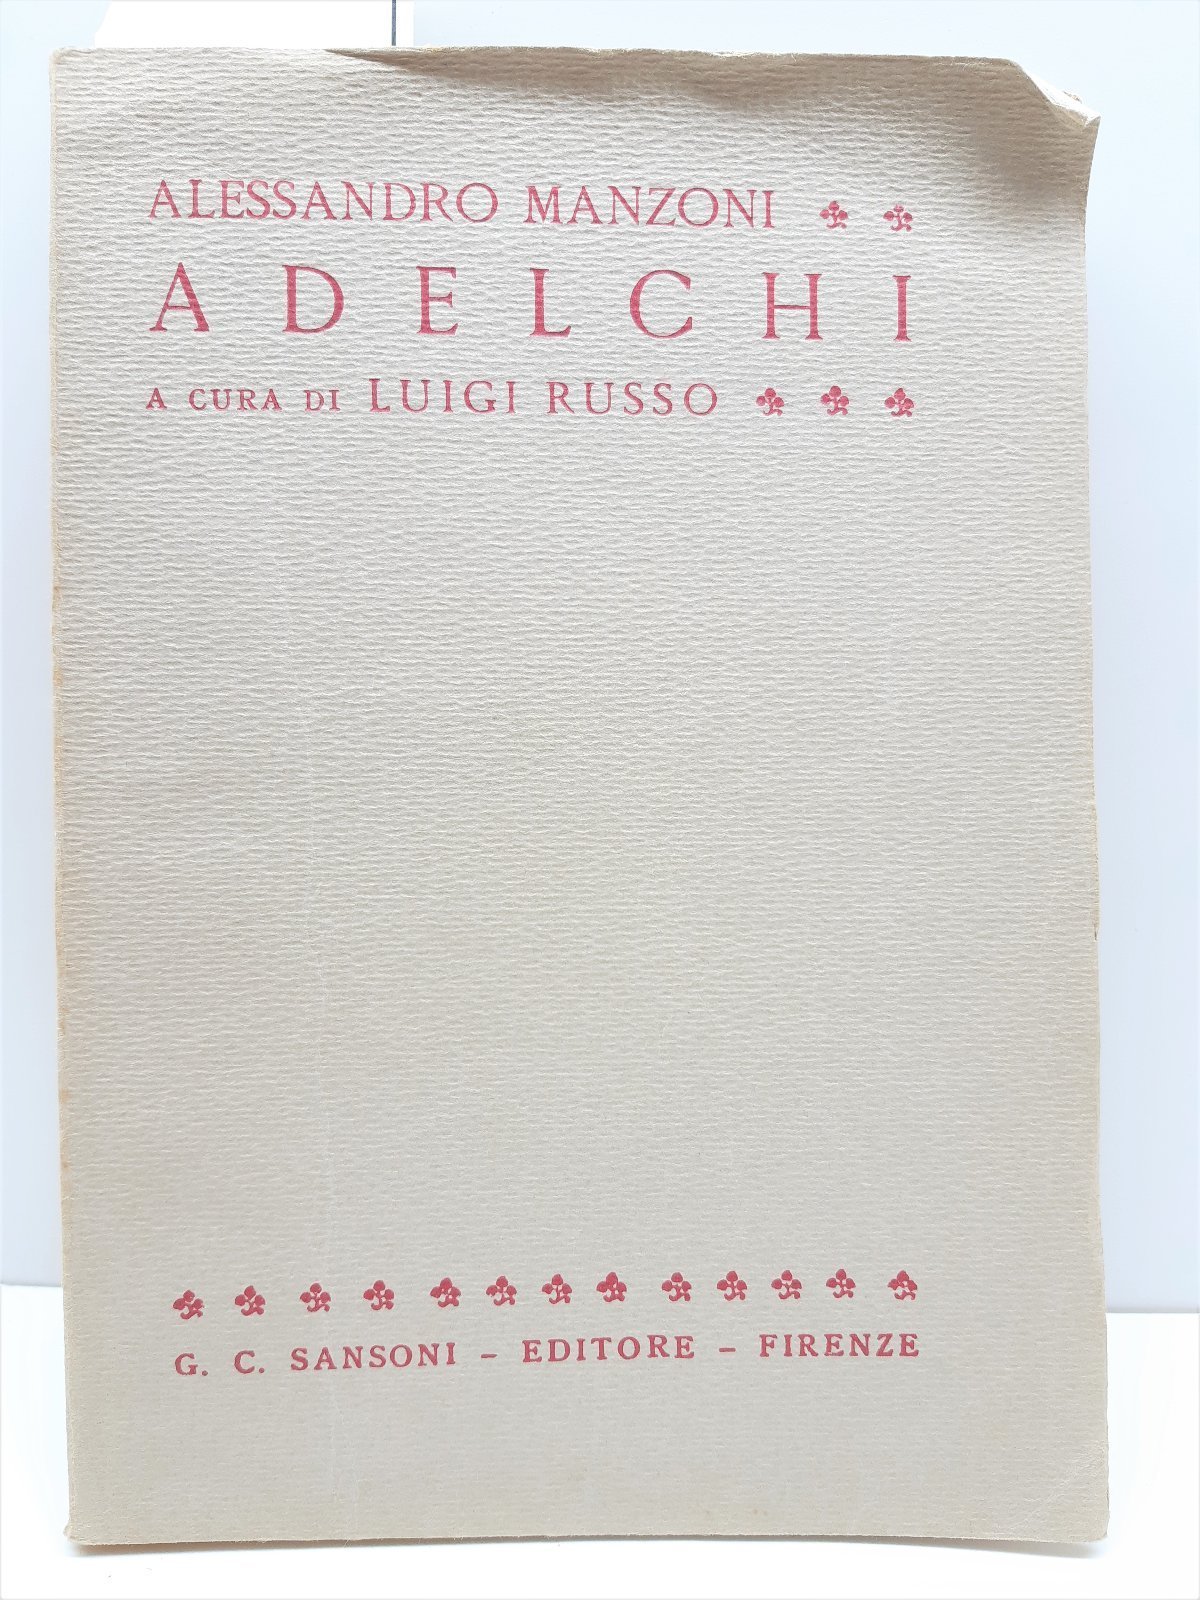 ALESSANDRO MANZONI
ADELCHI
A CURA DI LUIGI RUSSO
G. C. SANSONI - EDITORE - FIRENZE